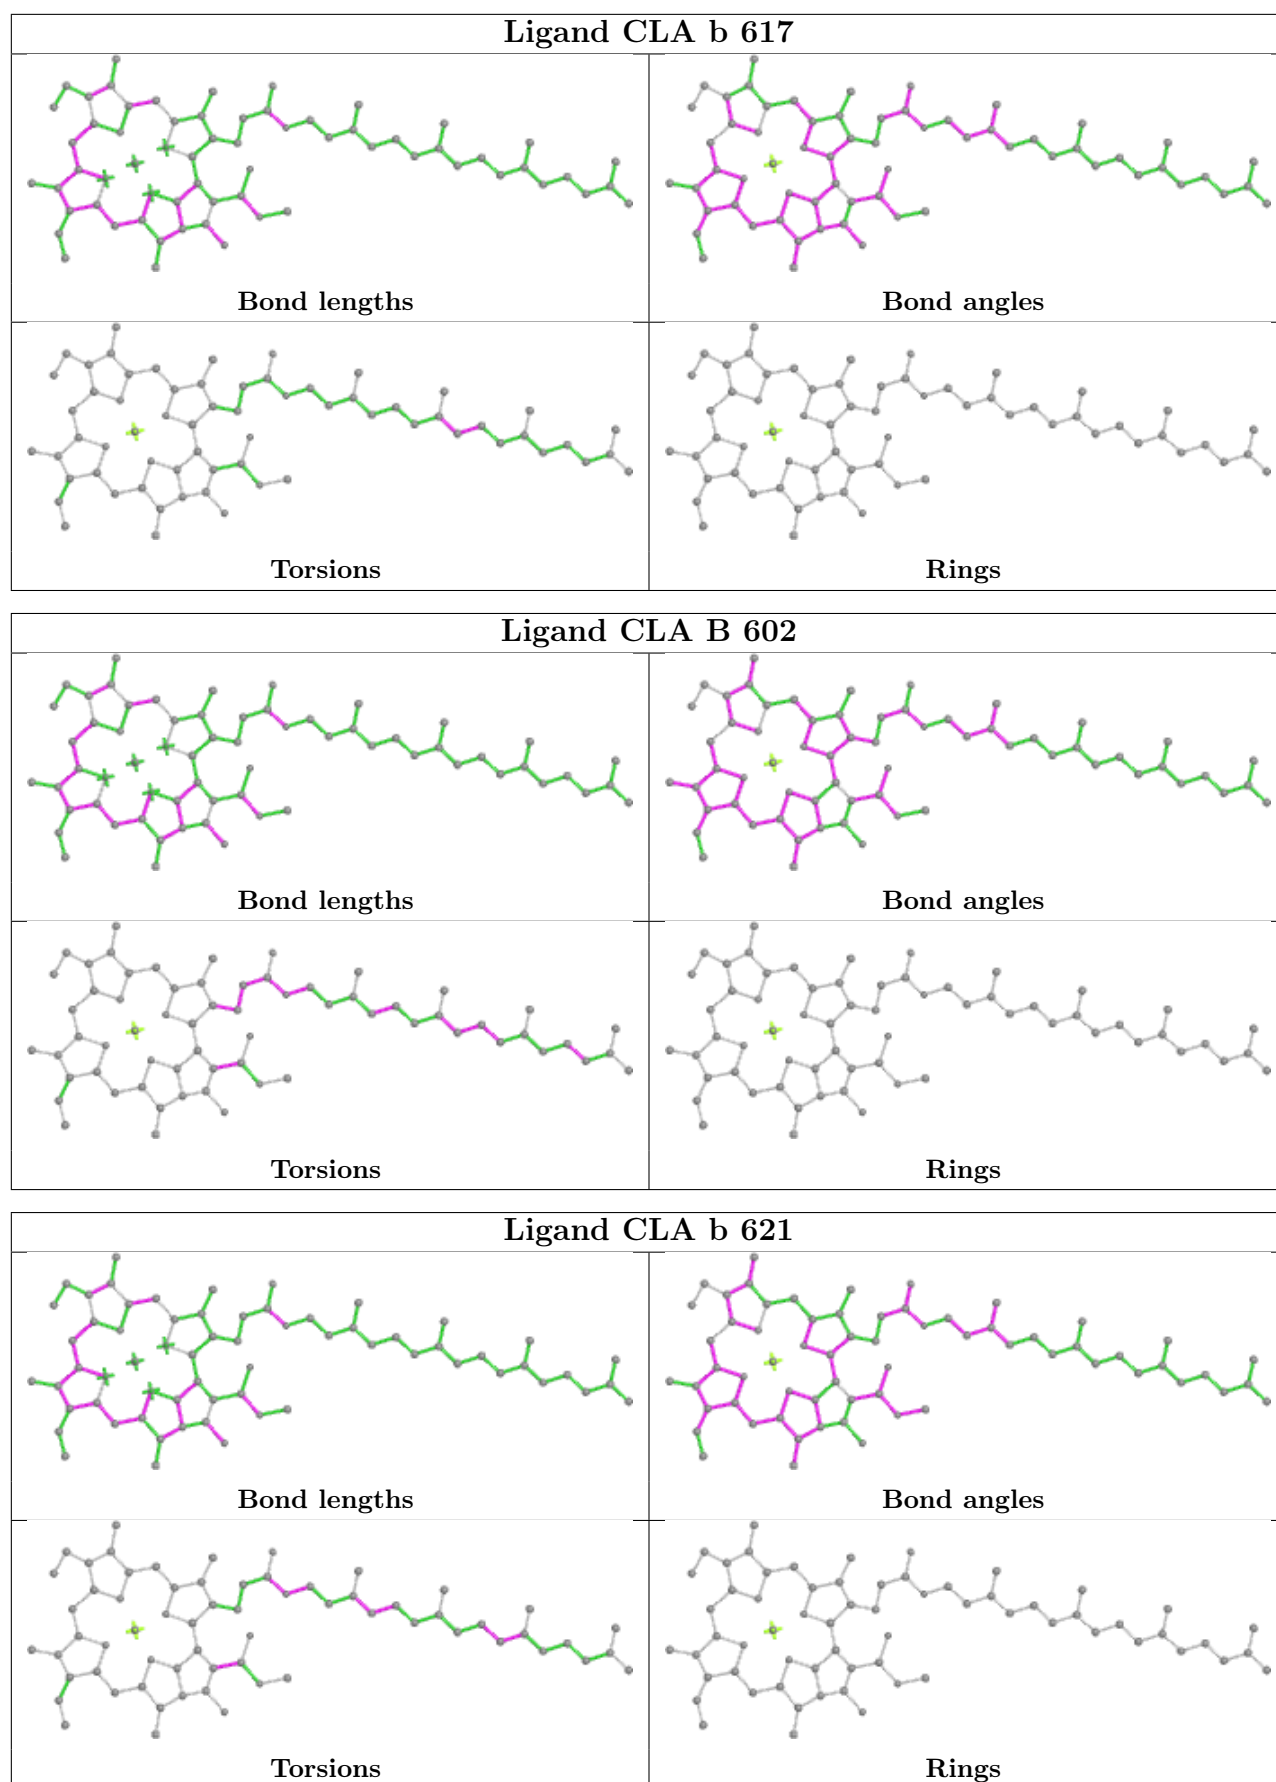 Ligand CLA b 617
Bond lengths
Bond angles
Torsions
Rings
Ligand CLA B 602
Bond lengths
Bond angles
Torsions
Rings
Ligand CLA b 621
Bond lengths
Bond angles
Torsions
Rings